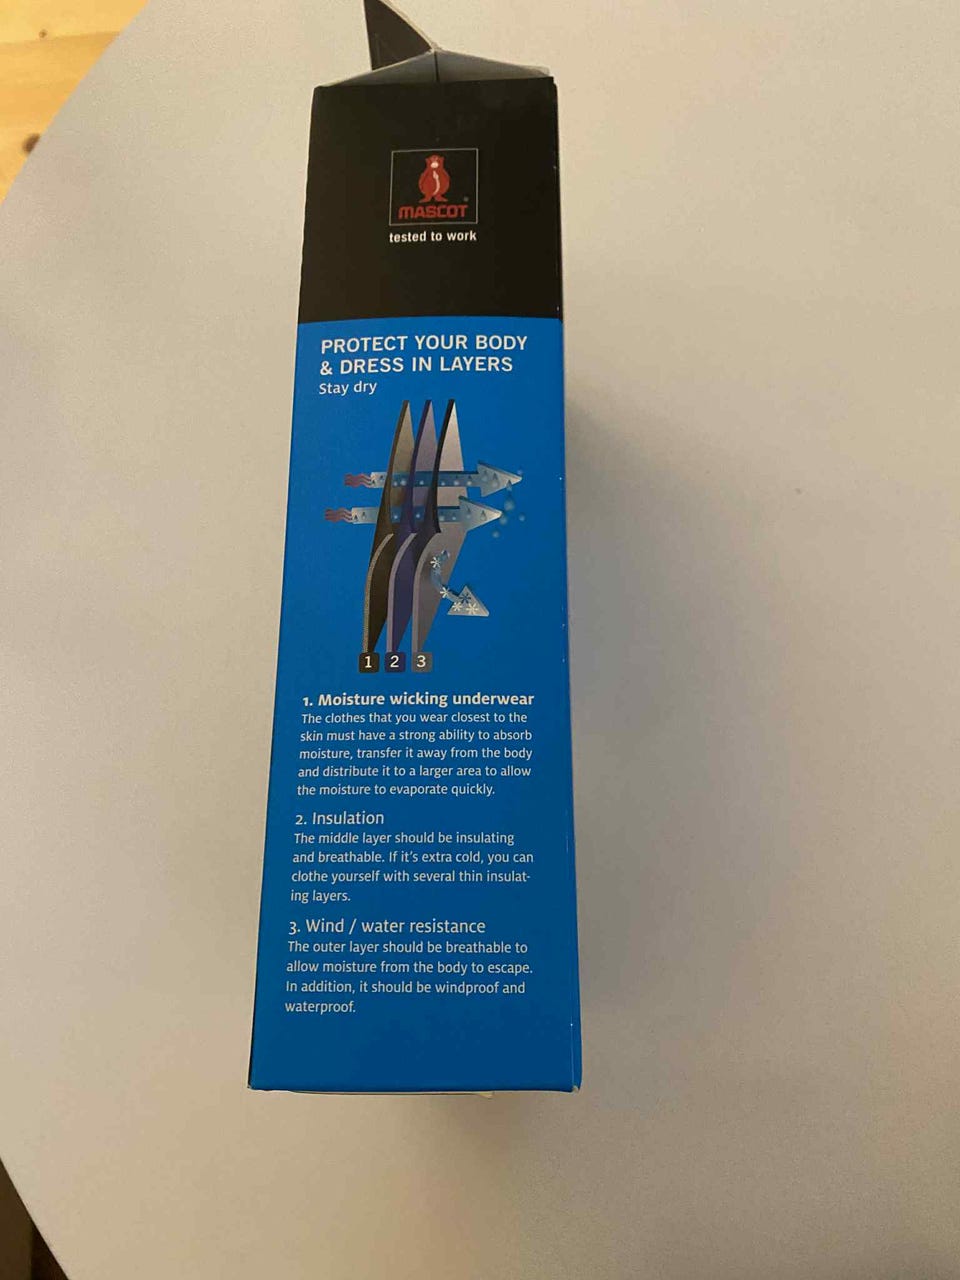 MASCOT
tested to work
PROTECT YOUR BODY
& DRESS IN LAYERS
Stay dry
1 2 3
1. Moisture wicking underwear
The clothes that you wear closest to the
skin must have a strong ability to absorb
moisture, transfer it away from the body
and distribute it to a larger area to allow
the moisture to evaporate quickly.
2. Insulation
The middle layer should be insulating
and breathable. If it's extra cold, you can
clothe yourself with several thin insulat-
ing layers.
3. Wind / water resistance
The outer layer should be breathable to
allow moisture from the body to escape.
In addition, it should be windproof and
waterproof.